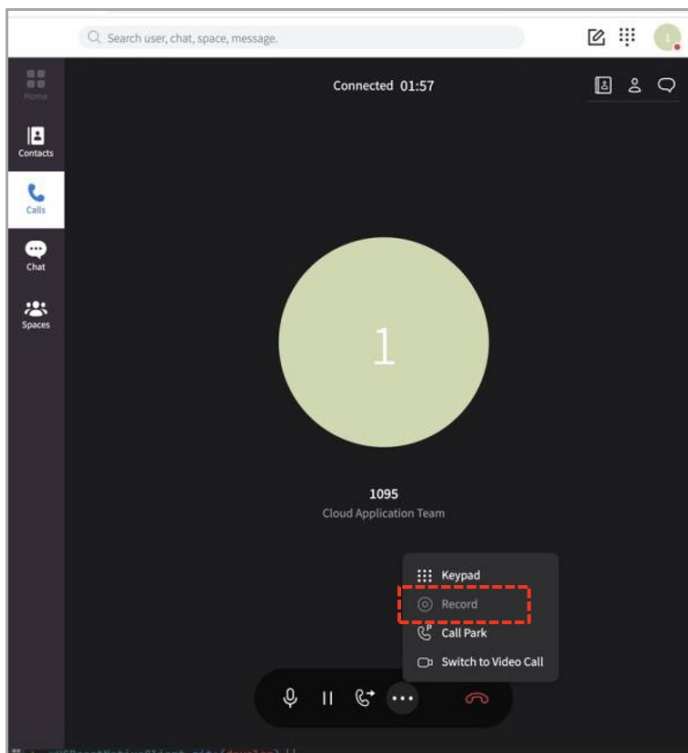 Search user, chat, space, message.
1
Home
Connected 01:57
Contacts
Calls
Chat
Spaces
1
1095
Cloud Application Team
Keypad
Record
P
Call Park
Switch to Video Call